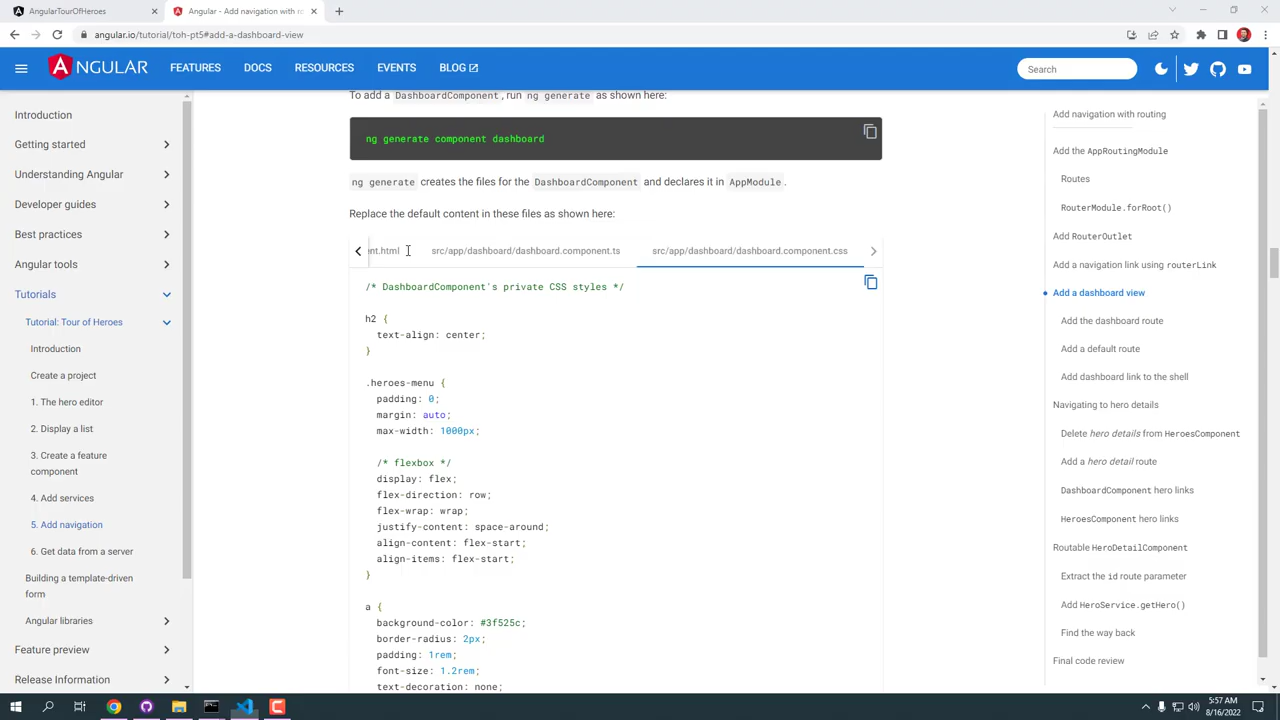 AngularTourOfHeroes
Angular - Add navigation with ro
angular.io/tutorial/toh-pt5#add-a-dashboard-view
ANGULAR
FEATURES
DOCS
RESOURCES
EVENTS
BLOG
Search
Introduction
Getting started
Understanding Angular
Developer guides
Best practices
Angular tools
Tutorials
Tutorial: Tour of Heroes
Introduction
Create a project
1. The hero editor
2. Display a list
3. Create a feature
component
4. Add services
5. Add navigation
6. Get data from a server
Building a template-driven
form
Angular libraries
Feature preview
Release Information
To add a DashboardComponent, run ng generate as shown here:
ng generate component dashboard
ng generate creates the files for the DashboardComponent and declares it in AppModule.
Replace the default content in these files as shown here:
ent.html
src/app/dashboard/dashboard.component.ts
src/app/dashboard/dashboard.component.css
/* DashboardComponent's private CSS styles */
h2 {
text-align: center;
}
.heroes-menu {
padding: 0;
margin: auto;
max-width: 1000px;
/* flexbox */
display: flex;
flex-direction: row;
flex-wrap: wrap;
justify-content: space-around;
align-content: flex-start;
align-items: flex-start;
}
a {
background-color: #3f525c;
border-radius: 2px;
padding: 1rem;
font-size: 1.2rem;
text-decoration: none;
Add navigation with routing
Add the AppRoutingModule
Routes
RouterModule.forRoot()
Add RouterOutlet
Add a navigation link using routerLink
Add a dashboard view
Add the dashboard route
Add a default route
Add dashboard link to the shell
Navigating to hero details
Delete hero details from HeroesComponent
Add a hero detail route
DashboardComponent hero links
HeroesComponent hero links
Routable HeroDetailComponent
Extract the id route parameter
Add HeroService.getHero()
Find the way back
Final code review
5:57 AM
8/16/2022